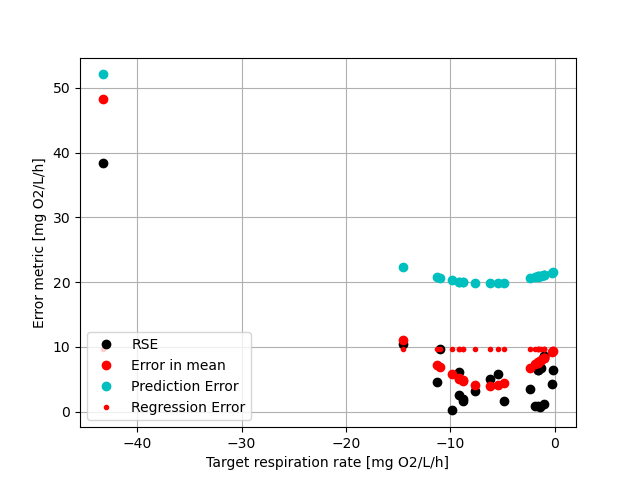 50
40
30
20
10
0
Error metric [mg O2/L/h]
RSE
Error in mean
Prediction Error
Regression Error
−40
−30
−20
−10
0
Target respiration rate [mg O2/L/h]